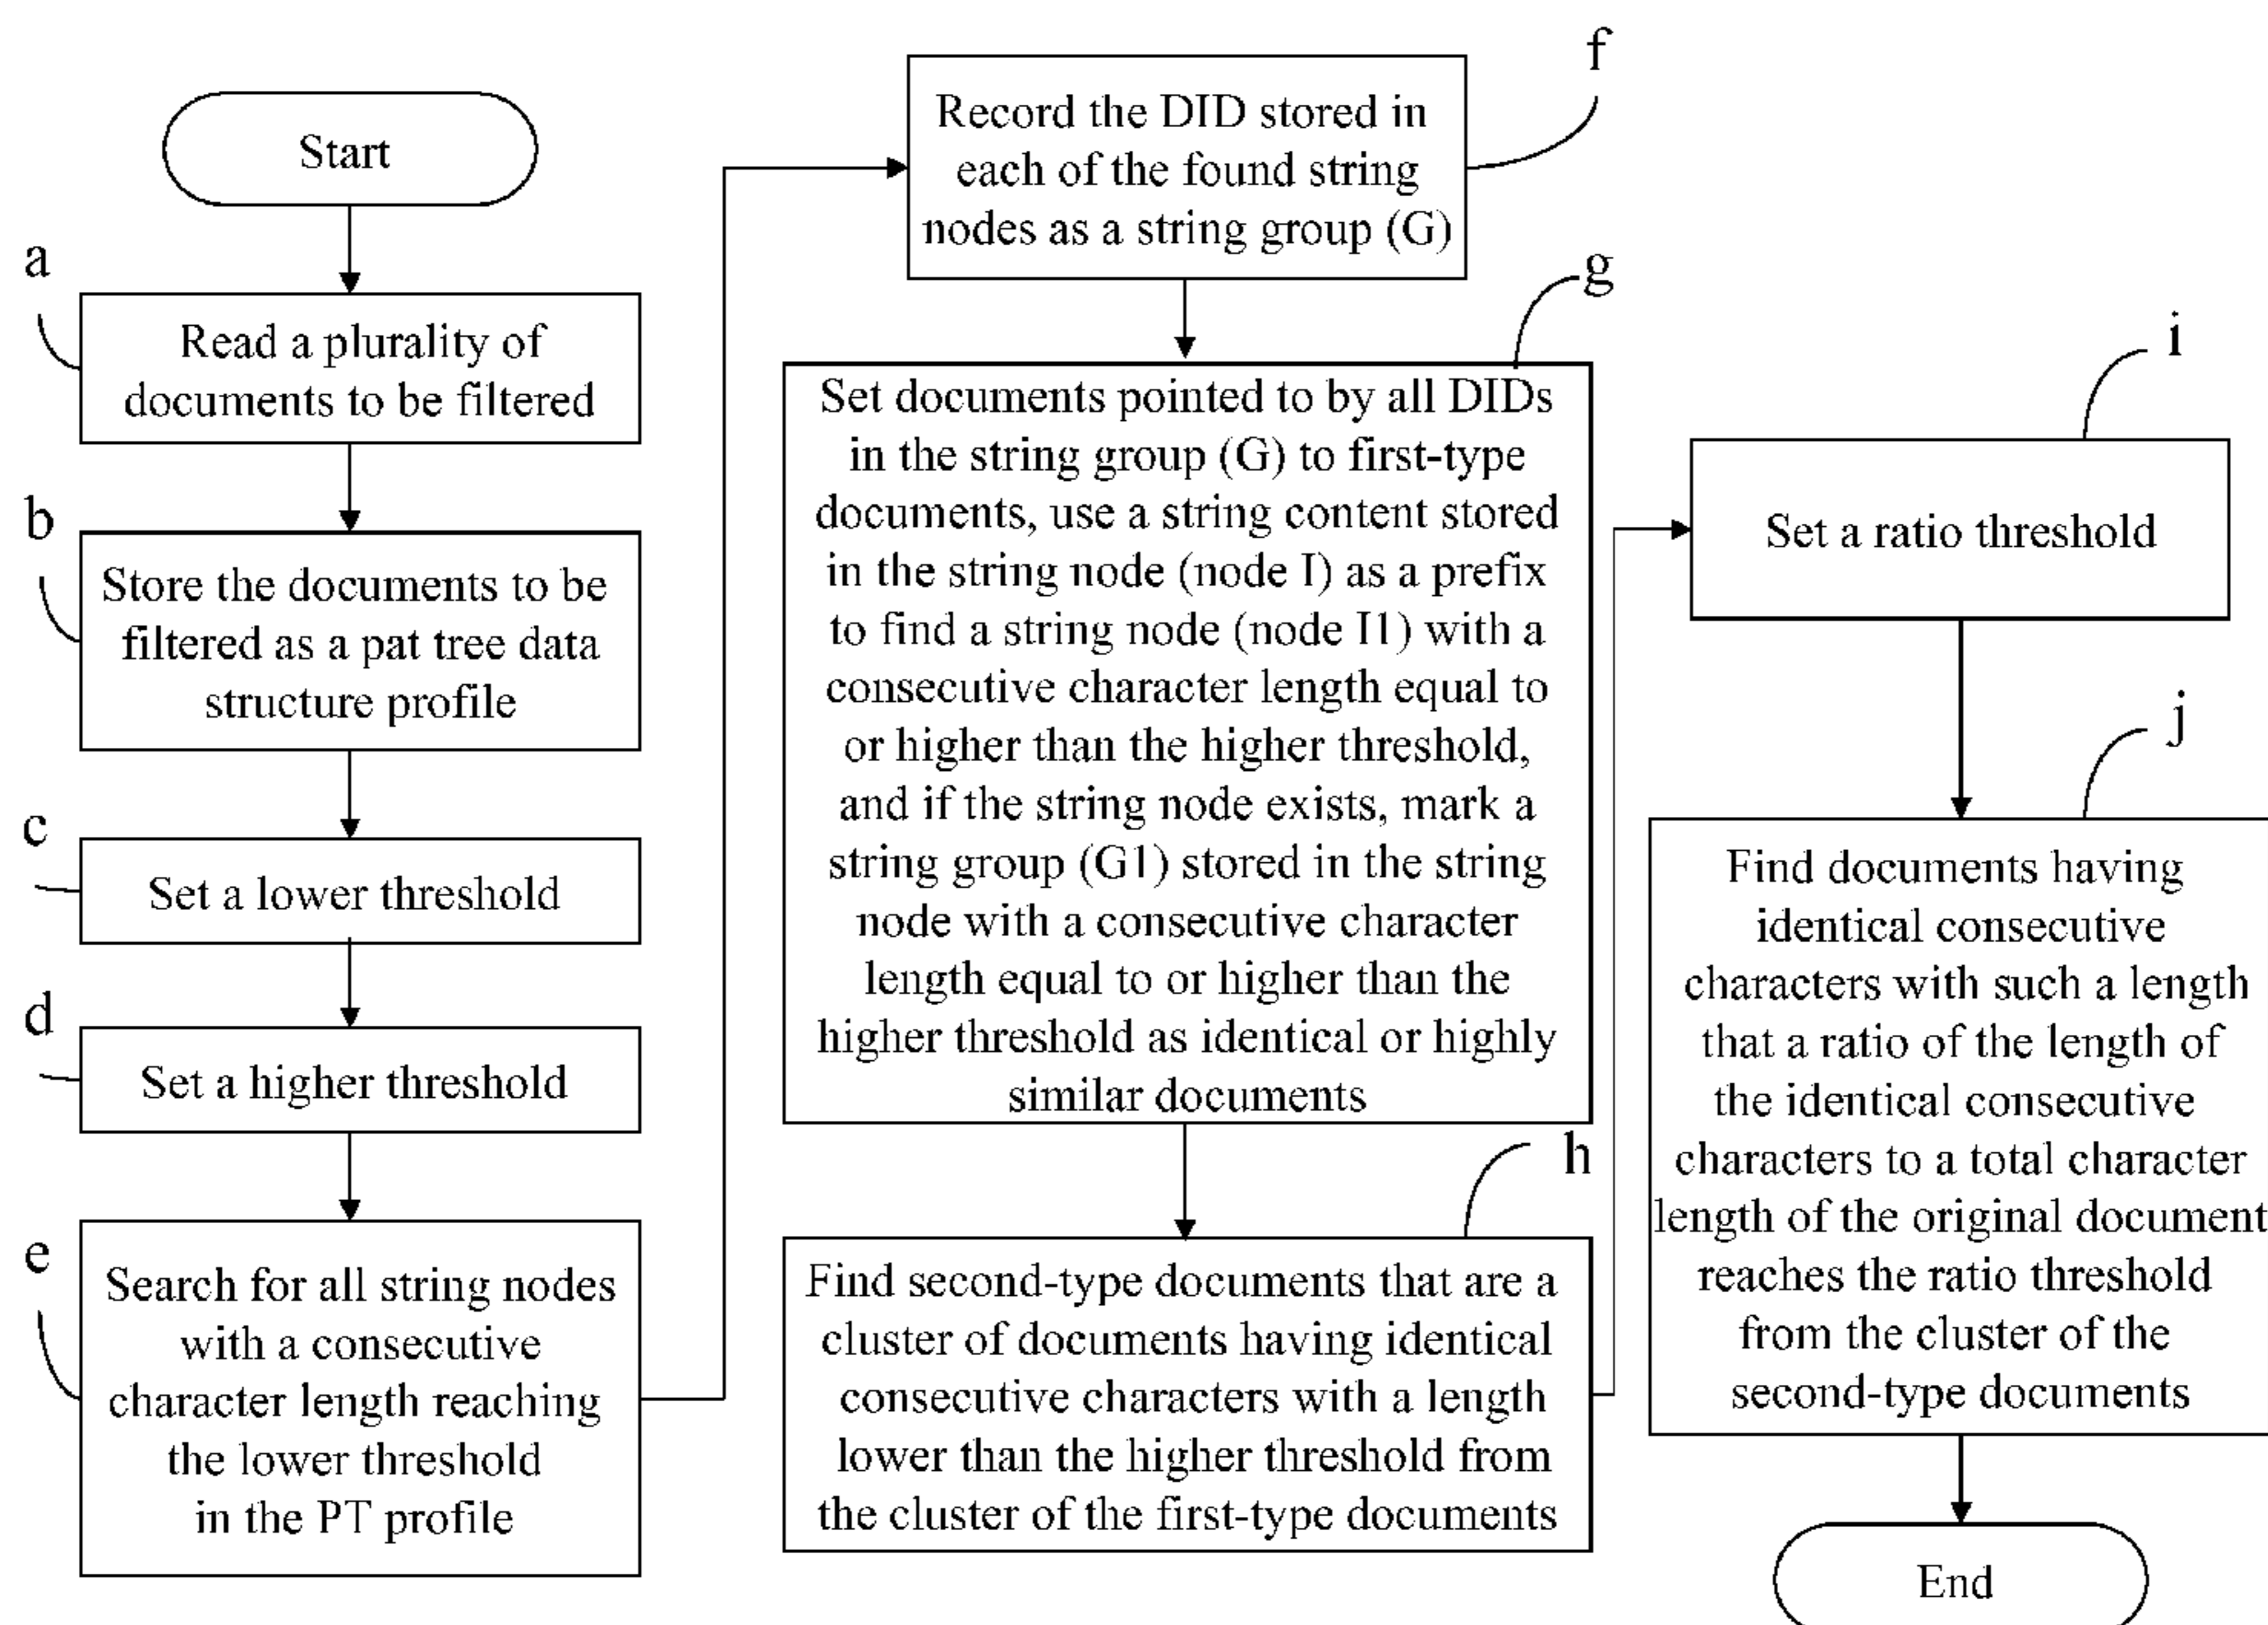 Start
a
Read a plurality of
documents to be filtered
b
Store the documents to be
filtered as a pat tree data
structure profile
c
Set a lower threshold
d
Set a higher threshold
e
Search for all string nodes
with a consecutive
character length reaching
the lower threshold
in the PT profile
f
Record the DID stored in
each of the found string
nodes as a string group (G)
g
Set documents pointed to by all DIDs
in the string group (G) to first-type
documents, use a string content stored
in the string node (node I) as a prefix
to find a string node (node I1) with a
consecutive character length equal to
or higher than the higher threshold,
and if the string node exists, mark a
string group (G1) stored in the string
node with a consecutive character
length equal to or higher than the
higher threshold as identical or highly
similar documents
h
Find second-type documents that are a
cluster of documents having identical
consecutive characters with a length
lower than the higher threshold from
the cluster of the first-type documents
i
Set a ratio threshold
j
Find documents having
identical consecutive
characters with such a length
that a ratio of the length of
the identical consecutive
characters to a total character
length of the original document
reaches the ratio threshold
from the cluster of the
second-type documents
End